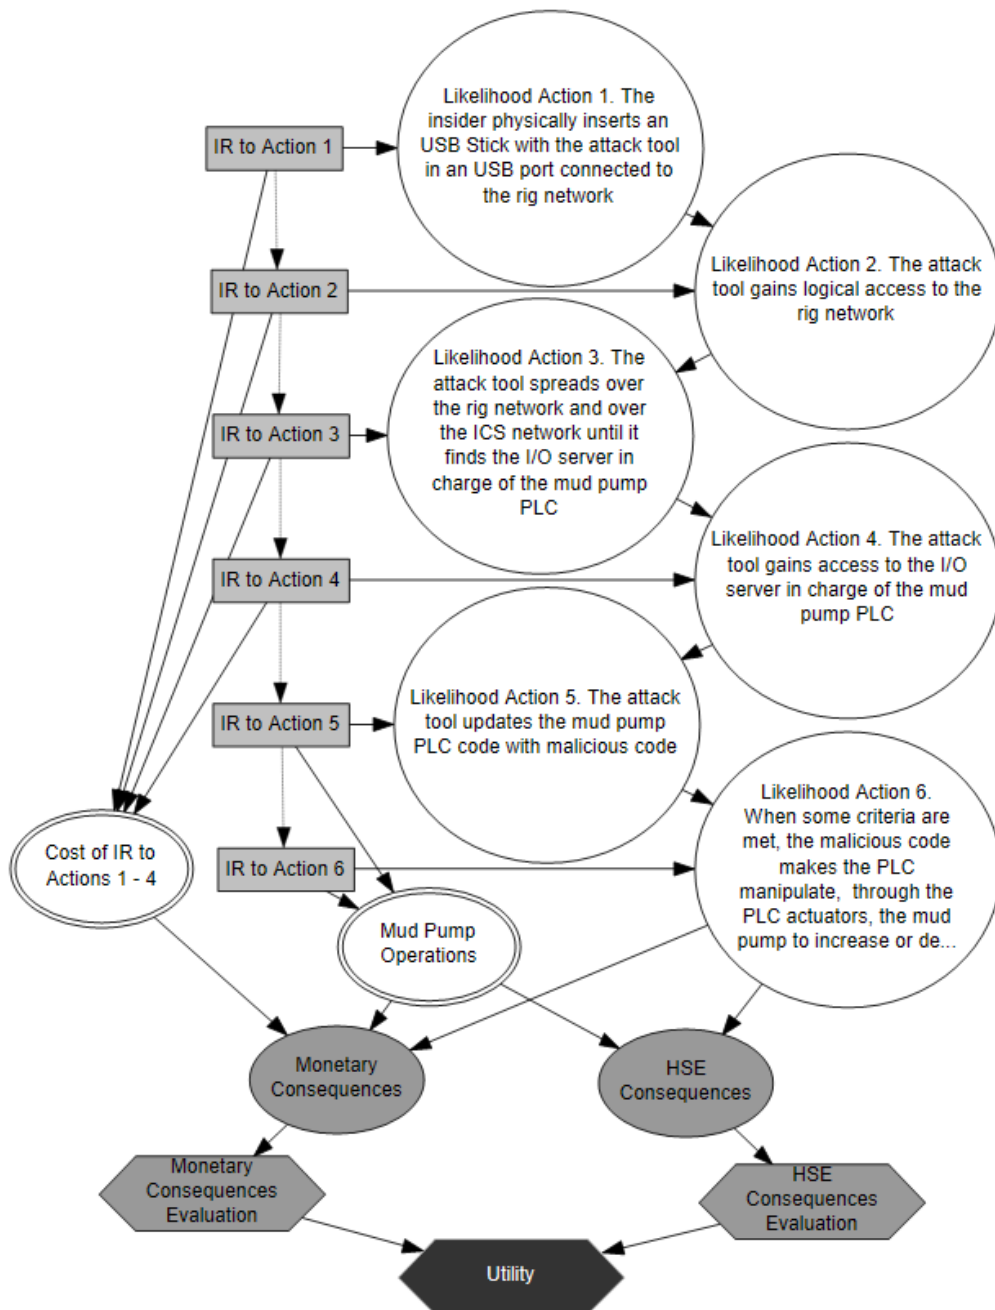 Likelihood Action 1. The
insider physically inserts an
USB Stick with the attack tool
in an USB port connected to
the rig network
IR to Action 1
Likelihood Action 2. The attack
tool gains logical access to the
rig network
IR to Action 2
Likelihood Action 3. The
attack tool spreads over
the rig network and over
the ICS network until it
finds the I/O server in
charge of the mud pump
PLC
IR to Action 3
Likelihood Action 4. The attack
tool gains access to the I/O
server in charge of the mud
pump PLC
IR to Action 4
Likelihood Action 5. The attack
tool updates the mud pump
PLC code with malicious code
IR to Action 5
Likelihood Action 6.
When some criteria are
met, the malicious code
makes the PLC
manipulate, through the
PLC actuators, the mud
pump to increase or de...
IR to Action 6
Cost of IR to
Actions 1 - 4
Mud Pump
Operations
Monetary
Consequences
HSE
Consequences
Monetary
Consequences
Evaluation
HSE
Consequences
Evaluation
Utility